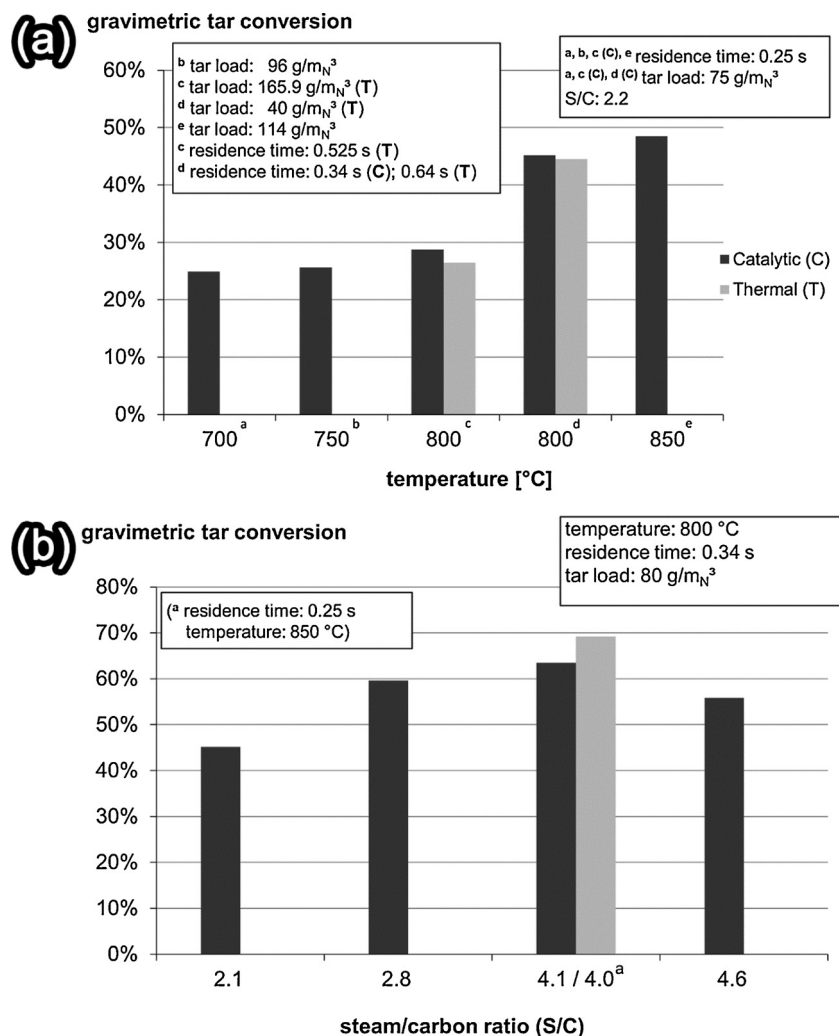 (a)
gravimetric tar conversion
ᵇ tar load: 96 g/mN³
ᶜ tar load: 165.9 g/mN³ (T)
ᵈ tar load: 40 g/mN³ (T)
ᵉ tar load: 114 g/mN³
ᶜ residence time: 0.525 s (T)
ᵈ residence time: 0.34 s (C); 0.64 s (T)
a, b, c (C), e residence time: 0.25 s
a, c (C), d (C) tar load: 75 g/mN³
S/C: 2.2
60%
50%
40%
30%
20%
10%
0%
Catalytic (C)
Thermal (T)
700ᵃ 750ᵇ 800ᶜ 800ᵈ 850ᵉ
temperature [°C]
(b)
gravimetric tar conversion
temperature: 800 °C
residence time: 0.34 s
tar load: 80 g/mN³
(ᵃ residence time: 0.25 s
temperature: 850 °C)
80%
70%
60%
50%
40%
30%
20%
10%
0%
2.1 2.8 4.1 / 4.0ᵃ 4.6
steam/carbon ratio (S/C)